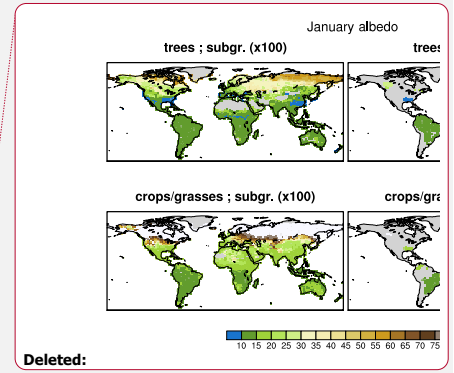 January albedo
trees ; subgr. (x100)
trees
crops/grasses ; subgr. (x100)
crops/gra
10 15 20 25 30 35 40 45 50 55 60 65 70 75
Deleted: